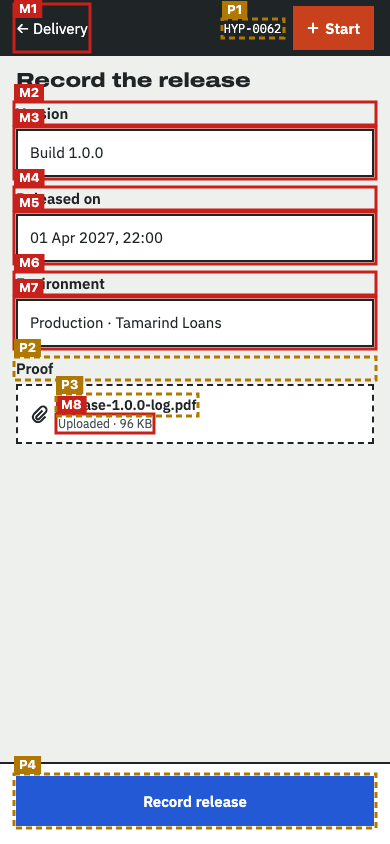 M1
← Delivery
P1
HYP-0062
+ Start
Record the release
M2
M3
Build 1.0.0
M4
M5
on
01 Apr 2027, 22:00
M6
M7
Production · Tamarind Loans
P2
Proof
P3
M8
Uploaded · 96 KB
P4
Record release